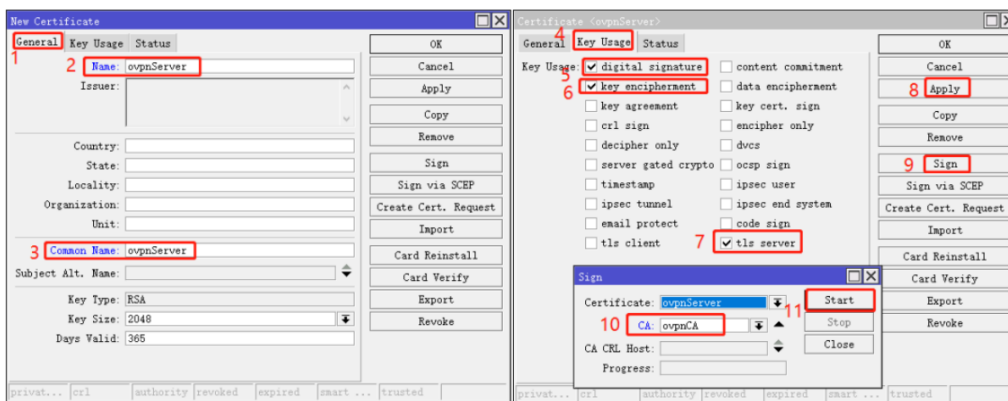 New Certificate
General Key Usage Status
1
2 Name: ovpnServer
Issuer:
Country:
State:
Locality:
Organization:
Unit:
3 Common Name: ovpnServer
Subject Alt. Name:
Key Type: RSA
Key Size: 2048
Days Valid: 365
OK
Cancel
Apply
Copy
Remove
Sign
Sign via SCEP
Create Cert. Request
Import
Card Reinstall
Card Verify
Export
Revoke
privat... crl authority revoked expired smart ... trusted
Certificate <ovpnServer>
4
General Key Usage Status
Key Usage: 5 digital signature content commitment
6 key encipherment data encipherment
key agreement key cert. sign
crl sign encipher only
decipher only dvcs
server gated crypto ocsp sign
timestamp ipsec user
ipsec tunnel ipsec end system
email protect code sign
tls client 7 tls server
OK
Cancel
8 Apply
Copy
Remove
9 Sign
Sign via SCEP
Create Cert. Request
Import
Card Reinstall
Card Verify
Export
Revoke
Sign
Certificate: ovpnServer
10 CA: ovpnCA
CA CRL Host:
Progress:
11 Start
Stop
Close
privat... crl authority revoked expired smart ... trusted